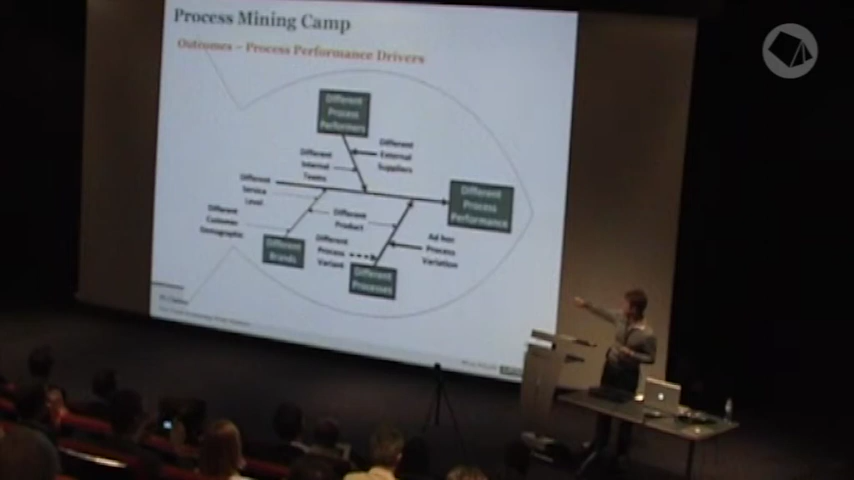 Process Mining Camp
Outcomes – Process Performance Drivers
Different
Process
Performers
Different
External
Suppliers
Different
Internal
Teams
Different
Service
Level
Different
Process
Performance
Different
Customer
Demographic
Different
Product
Different
Brands
Different
Process
Variant
Ad hoc
Process
Variation
Different
Processes